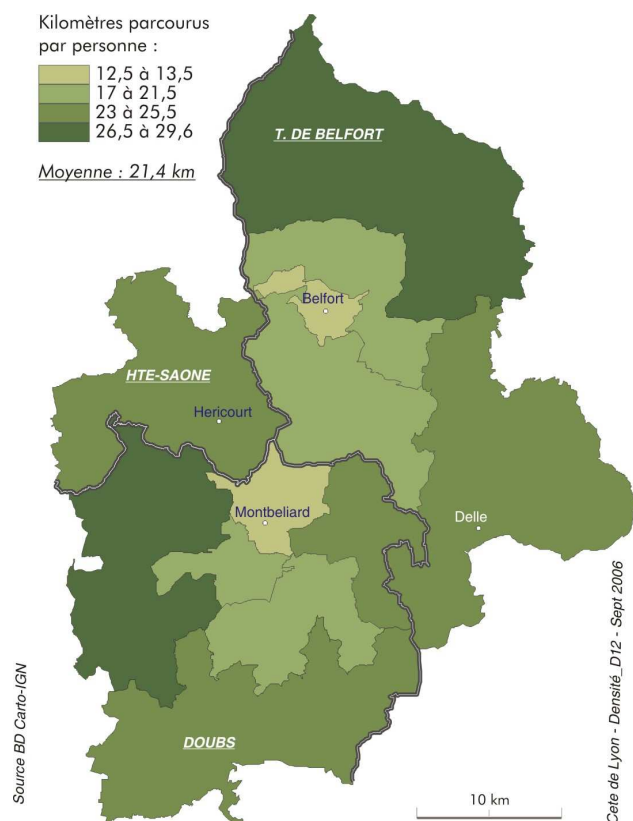 Kilomètres parcourus
par personne :
12,5 à 13,5
17 à 21,5
23 à 25,5
26,5 à 29,6
Moyenne : 21,4 km
T. DE BELFORT
Belfort
HTE-SAONE
Hericourt
Montbeliard
Delle
DOUBS
10 km
Source BD Carto-IGN
Cete de Lyon - Densité_D12 - Sept 2006